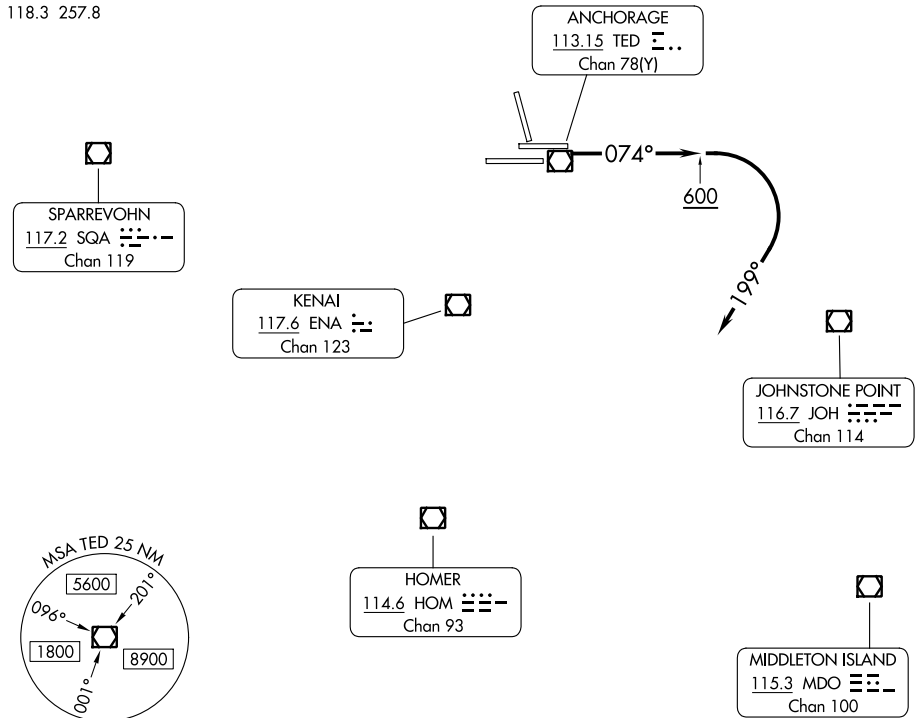 118.3 257.8
ANCHORAGE
113.15 TED
Chan 78(Y)
074°
600
199°
SPARREVOHN
117.2 SQA
Chan 119
KENAI
117.6 ENA
Chan 123
JOHNSTONE POINT
116.7 JOH
Chan 114
HOMER
114.6 HOM
Chan 93
MSA TED 25 NM
5600
096°
201°
1800
8900
001°
MIDDLETON ISLAND
115.3 MDO
Chan 100